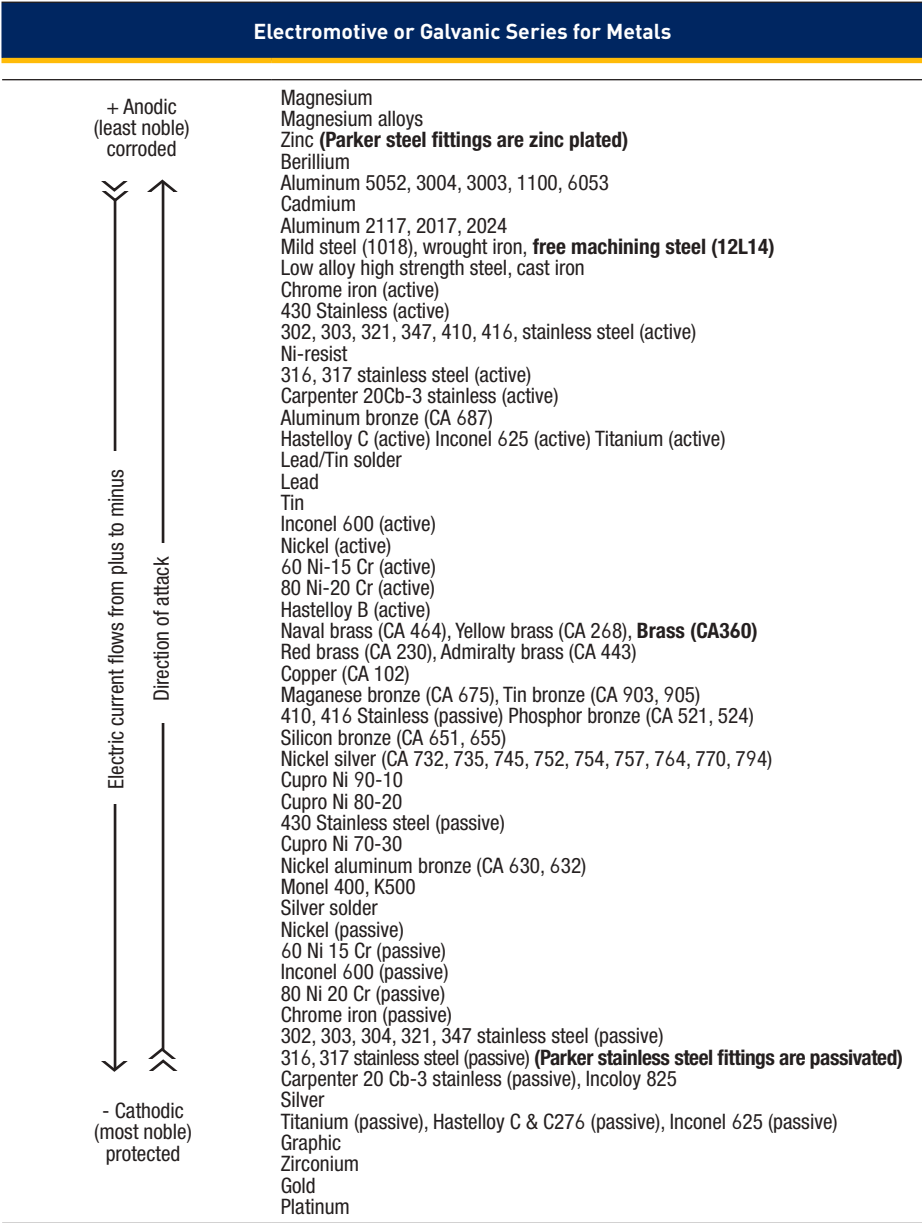 Electromotive or Galvanic Series for Metals
+ Anodic
(least noble)
corroded
Electric current flows from plus to minus
Direction of attack
- Cathodic
(most noble)
protected
Magnesium
Magnesium alloys
Zinc (Parker steel fittings are zinc plated)
Berillium
Aluminum 5052, 3004, 3003, 1100, 6053
Cadmium
Aluminum 2117, 2017, 2024
Mild steel (1018), wrought iron, free machining steel (12L14)
Low alloy high strength steel, cast iron
Chrome iron (active)
430 Stainless (active)
302, 303, 321, 347, 410, 416, stainless steel (active)
Ni-resist
316, 317 stainless steel (active)
Carpenter 20Cb-3 stainless (active)
Aluminum bronze (CA 687)
Hastelloy C (active) Inconel 625 (active) Titanium (active)
Lead/Tin solder
Lead
Tin
Inconel 600 (active)
Nickel (active)
60 Ni-15 Cr (active)
80 Ni-20 Cr (active)
Hastelloy B (active)
Naval brass (CA 464), Yellow brass (CA 268), Brass (CA360)
Red brass (CA 230), Admiralty brass (CA 443)
Copper (CA 102)
Maganese bronze (CA 675), Tin bronze (CA 903, 905)
410, 416 Stainless (passive) Phosphor bronze (CA 521, 524)
Silicon bronze (CA 651, 655)
Nickel silver (CA 732, 735, 745, 752, 754, 757, 764, 770, 794)
Cupro Ni 90-10
Cupro Ni 80-20
430 Stainless steel (passive)
Cupro Ni 70-30
Nickel aluminum bronze (CA 630, 632)
Monel 400, K500
Silver solder
Nickel (passive)
60 Ni 15 Cr (passive)
Inconel 600 (passive)
80 Ni 20 Cr (passive)
Chrome iron (passive)
302, 303, 304, 321, 347 stainless steel (passive)
316, 317 stainless steel (passive) (Parker stainless steel fittings are passivated)
Carpenter 20 Cb-3 stainless (passive), Incoloy 825
Silver
Titanium (passive), Hastelloy C & C276 (passive), Inconel 625 (passive)
Graphic
Zirconium
Gold
Platinum